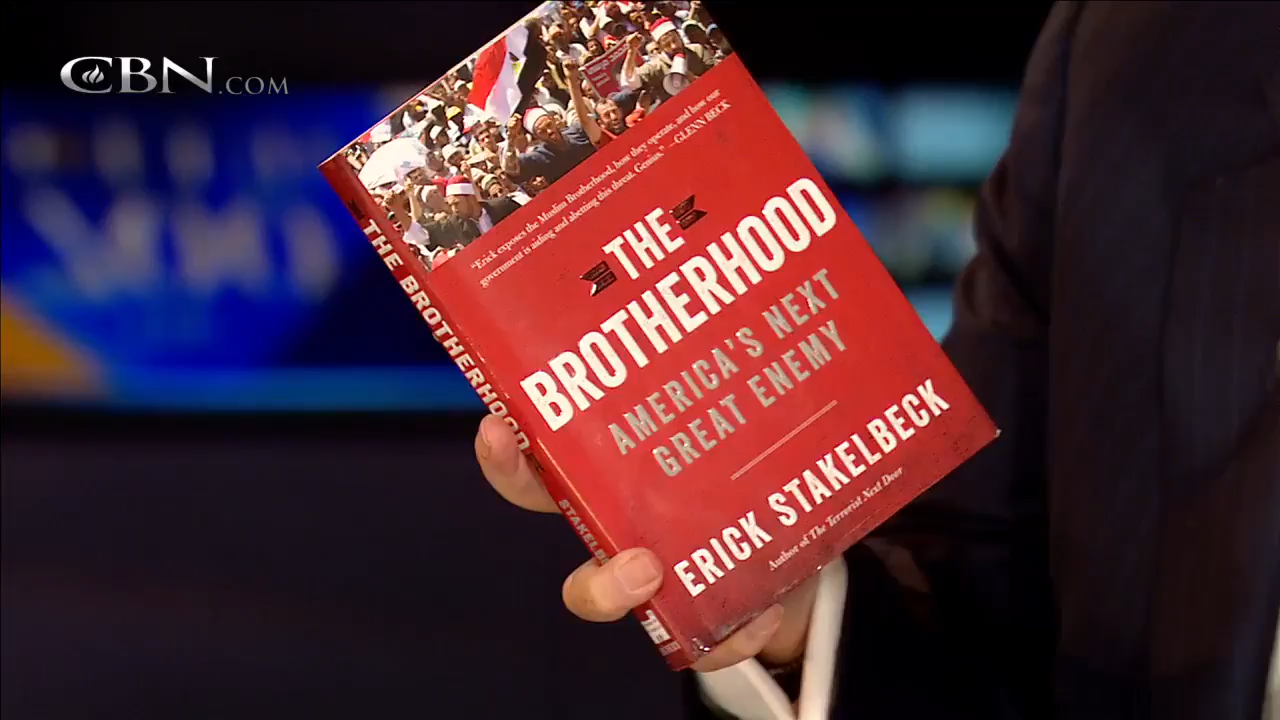 CBN.COM
"Erick exposes the Muslim Brotherhood, how they operate, and how our
government is aiding and abetting this threat. Genius." —GLENN BECK
THE
BROTHERHOOD
AMERICA'S NEXT
GREAT ENEMY
ERICK STAKELBECK
Author of The Terrorist Next Door
THE BROTHERHOOD
STAKELB